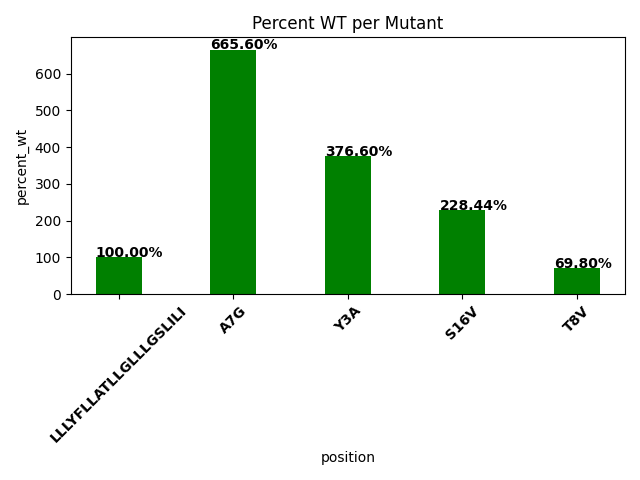 Percent WT per Mutant
665.60%
376.60%
228.44%
100.00%
69.80%
600
500
400
300
200
100
0
percent_wt
LLLYFLLATLLGLLLGSLILI
A7G
Y3A
S16V
T8V
position